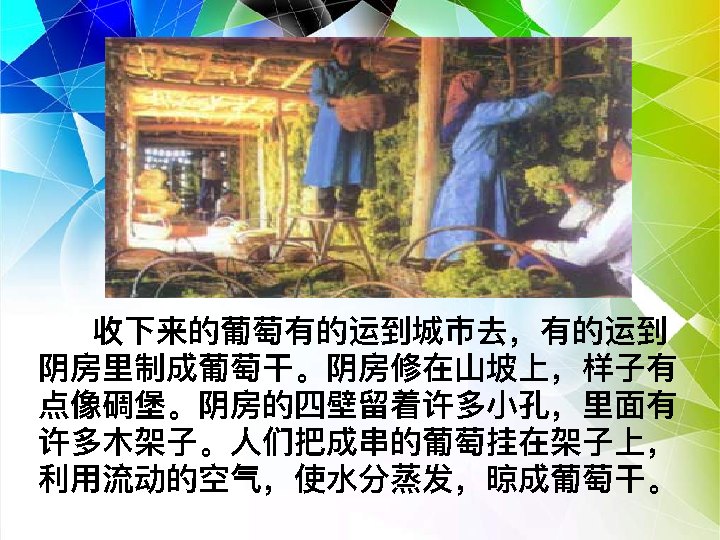 收下来的葡萄有的运到城市去，有的运到
阴房里制成葡萄干。阴房修在山坡上，样子有
点像碉堡。阴房的四壁留着许多小孔，里面有
许多木架子。人们把成串的葡萄挂在架子上，
利用流动的空气，使水分蒸发，晾成葡萄干。